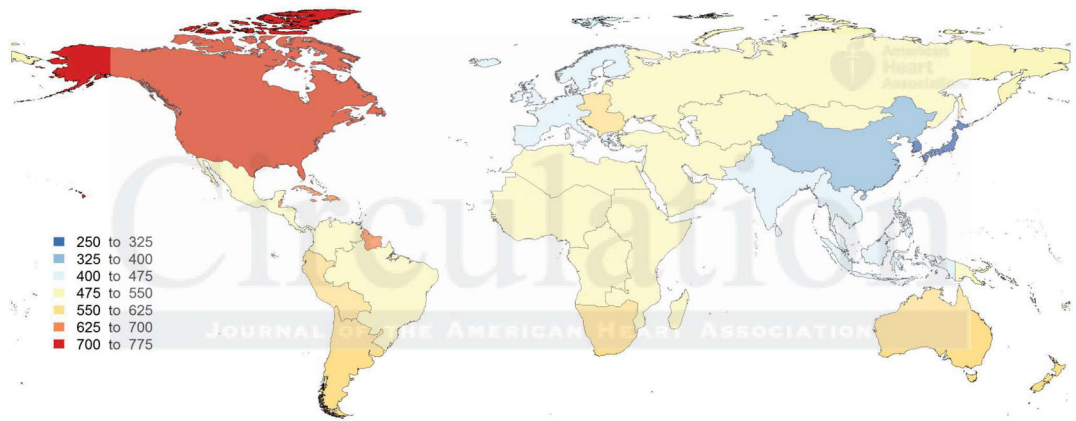 American
Heart
Association
Circulation
250 to 325
325 to 400
400 to 475
475 to 550
550 to 625
625 to 700
700 to 775
JOURNAL OF THE AMERICAN HEART ASSOCIATION